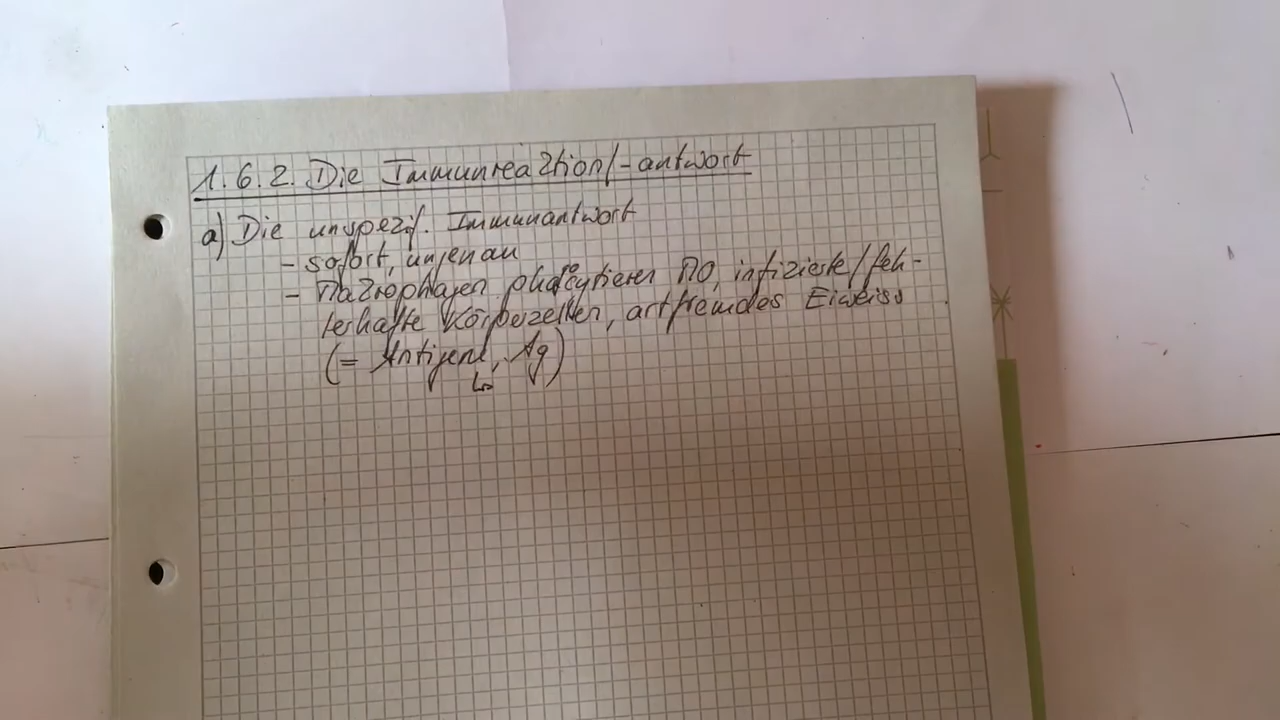 1.6.2. Die Immunreaktion/-antwort
a) Die unspezif. Immunantwort
- sofort, ungenau
- Makrophagen phagocytieren MO, infizierte/feh-
lerhafte Körperzellen, artfremdes Eiweiss
(= Antigene, Ag)